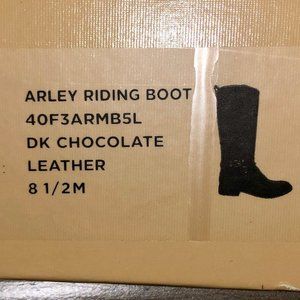 ARLEY RIDING BOOT
40F3ARMB5L
DK CHOCOLATE
LEATHER
8 1/2M